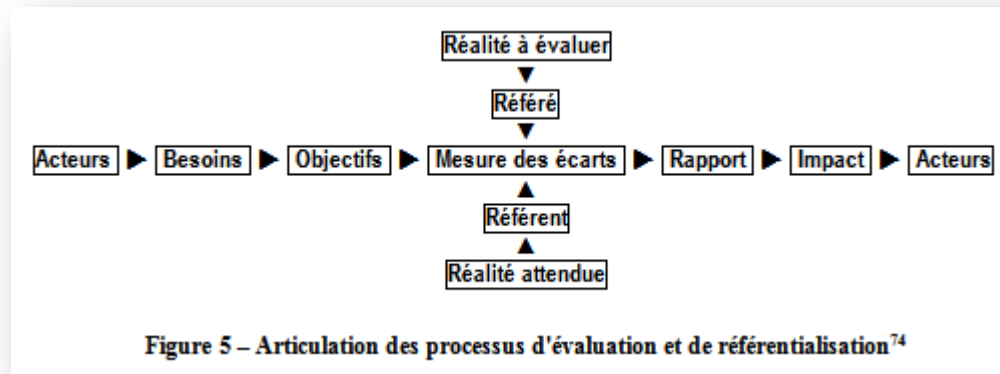 Réalité à évaluer
Référé
Acteurs ► Besoins ► Objectifs ► Mesure des écarts ► Rapport ► Impact ► Acteurs
Référent
Réalité attendue
Figure 5 – Articulation des processus d'évaluation et de référentialisation74